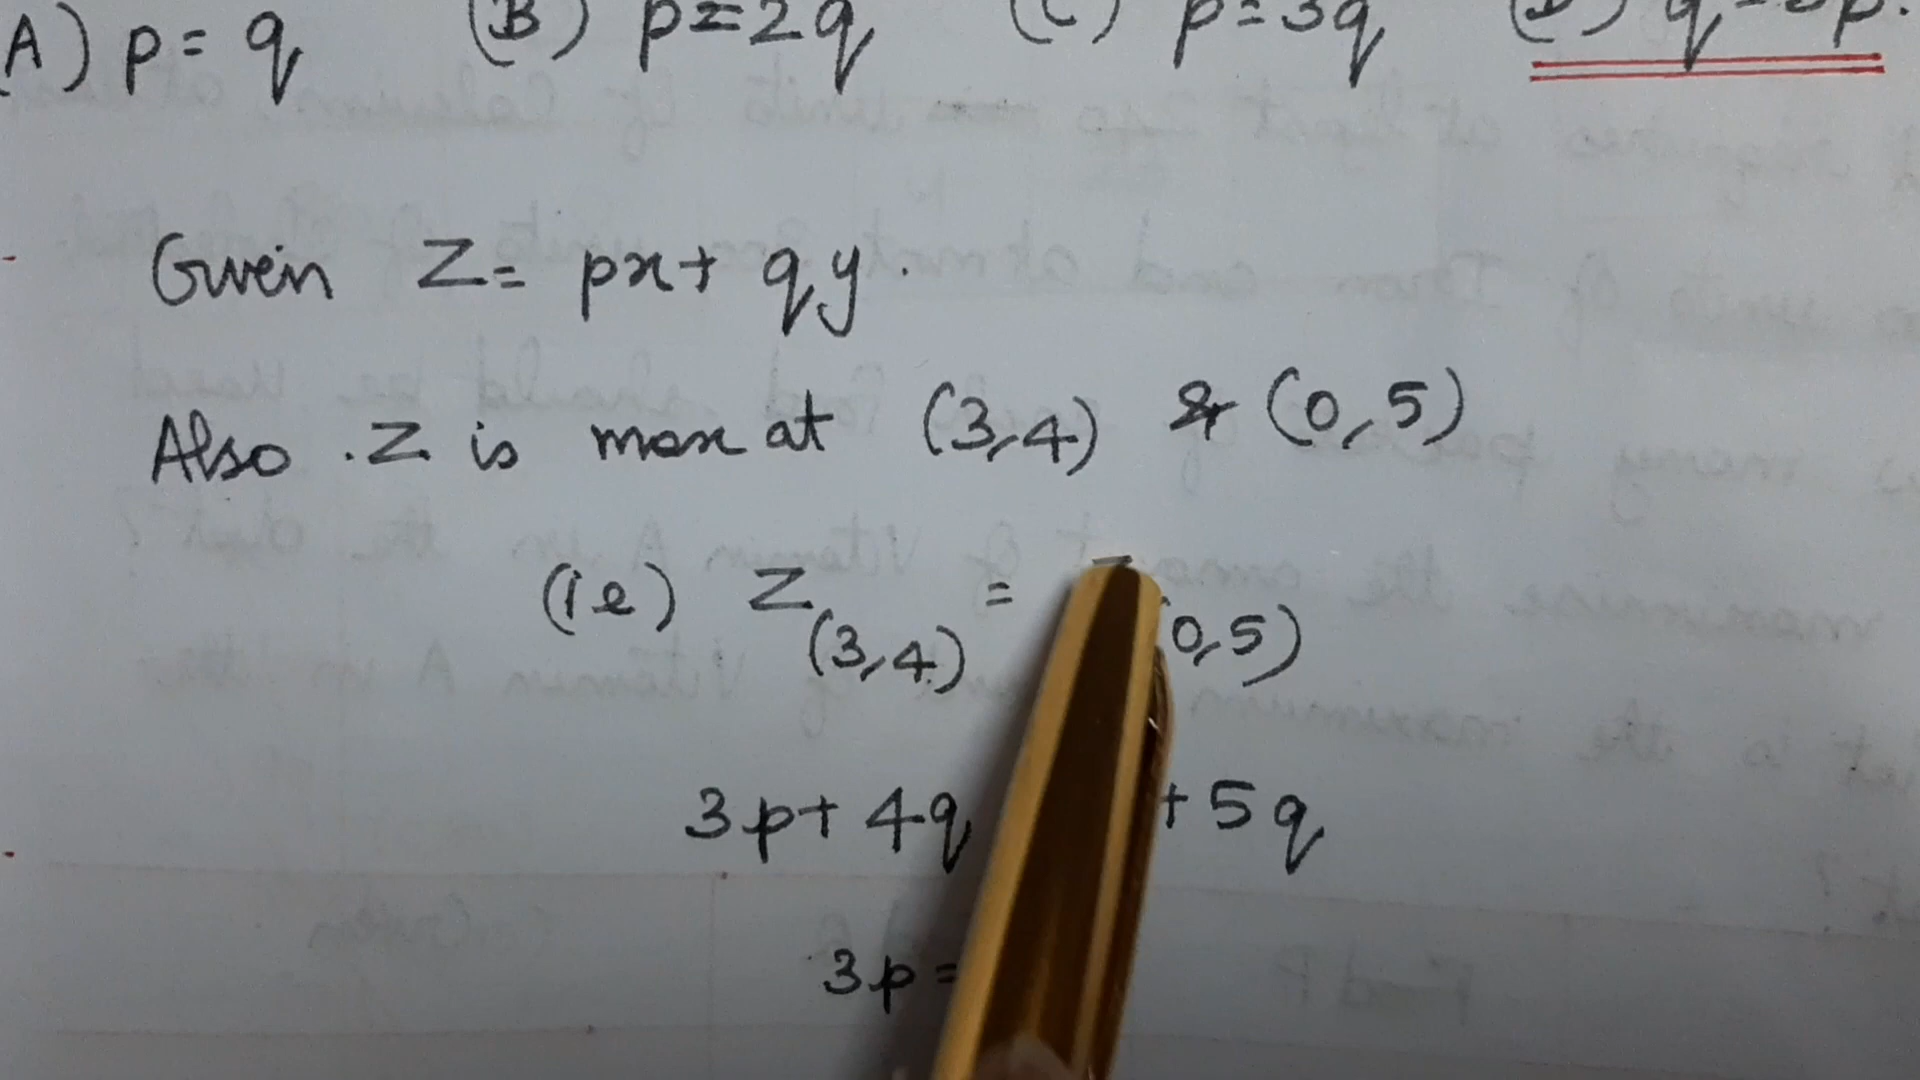 A) p = q (B) p = 2q (C) p = 3q (D) q = 3p.
Given Z = px + qy.
Also . Z is max at (3,4) & (0,5)
(ie) Z(3,4) = Z(0,5)
3p + 4q + 5q
3p =